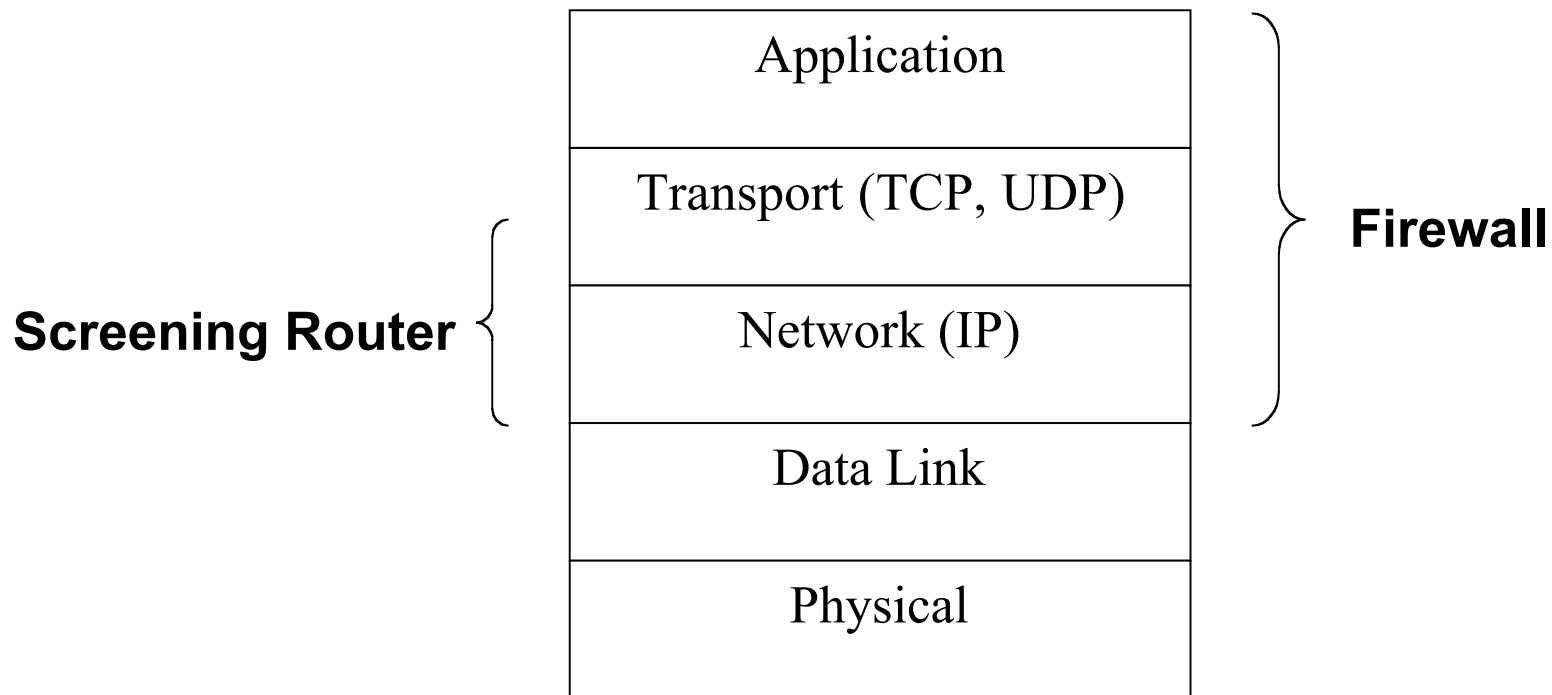 Application
Transport (TCP, UDP)
Firewall
Screening Router
Network (IP)
Data Link
Physical